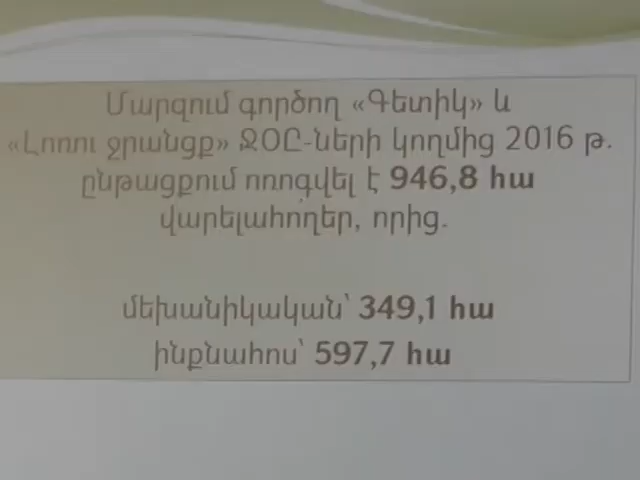 Մարզում գործող «Գետիկ» և
«Լոռու ջրանցք» ՋՕԸ-ների կողմից 2016 թ.
ընթացքում ոռոգվել է 946,8 հա
վարելահողեր, որից.
մեխանիկական՝ 349,1 հա
ինքնահոս՝ 597,7 հա